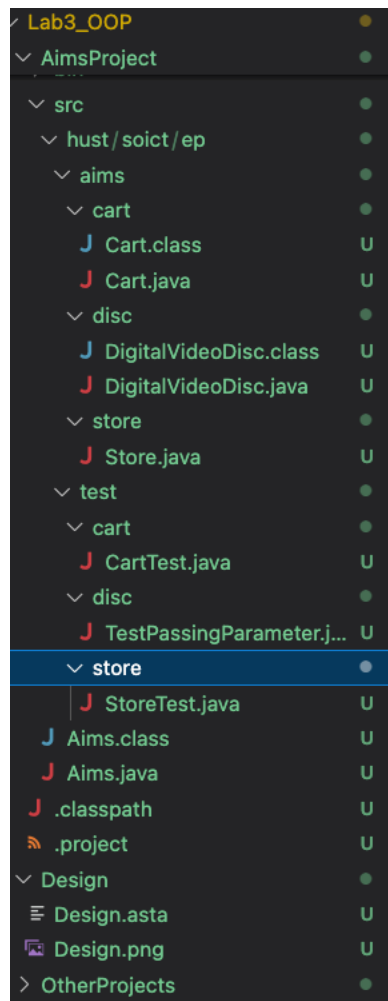 Lab3_OOP
AimsProject
src
hust/soict/ep
aims
cart
J Cart.class U
J Cart.java U
disc
J DigitalVideoDisc.class U
J DigitalVideoDisc.java U
store
J Store.java U
test
cart
J CartTest.java U
disc
J TestPassingParameter.j... U
store
J StoreTest.java U
J Aims.class U
J Aims.java U
J .classpath U
.project U
Design
Design.asta U
Design.png U
OtherProjects